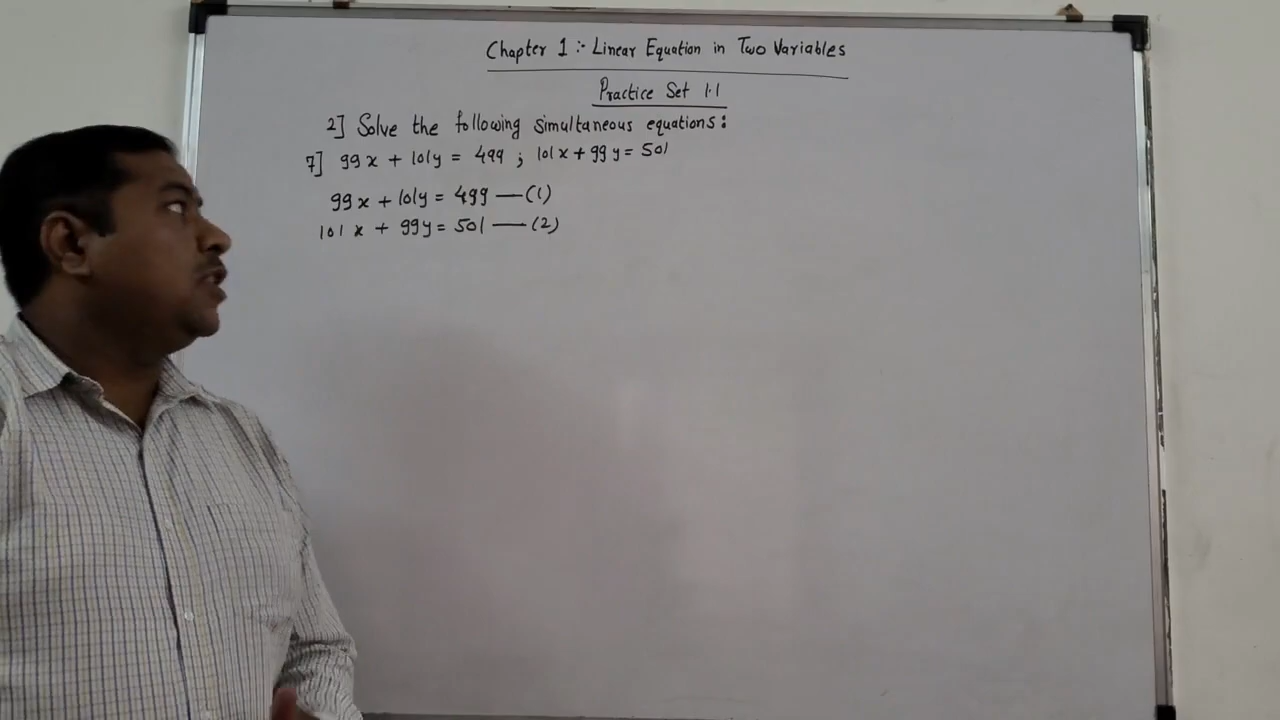 Chapter 1 :- Linear Equation in Two Variables
Practice Set 1.1
2] Solve the following simultaneous equations:
7] 99x + 101y = 499 ; 101x + 99y = 501
99x + 101y = 499 — (1)
101x + 99y = 501 — (2)